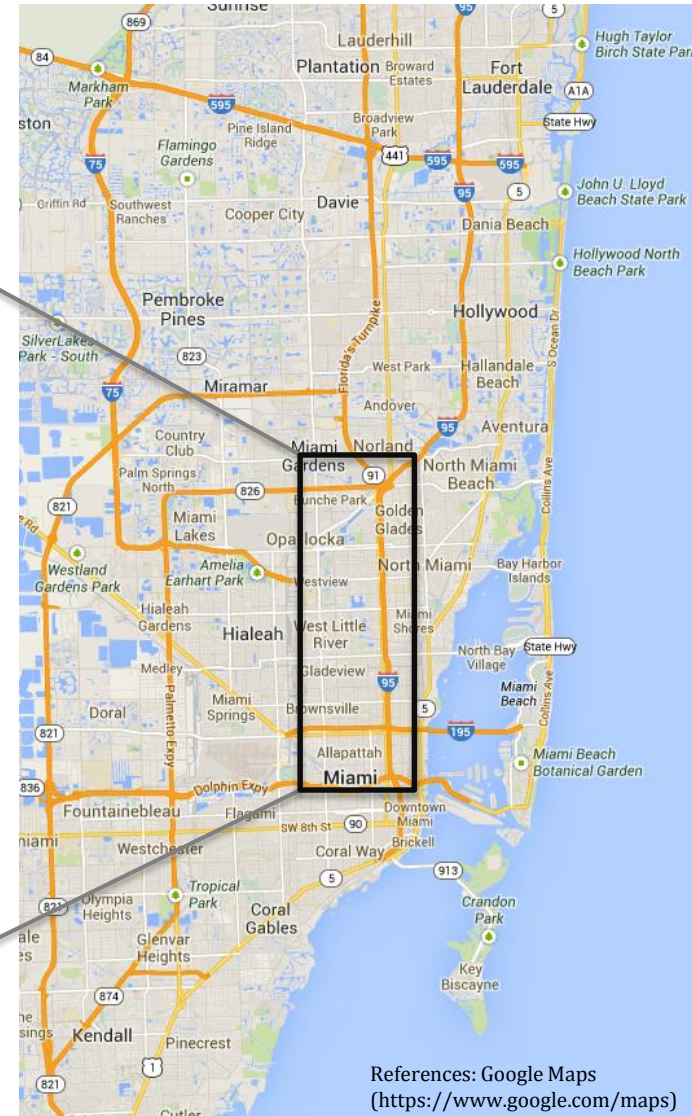 Sunrise
869
95
5
Hugh Taylor
Birch State Park
84
Lauderhill
Plantation
Broward
Estates
Fort
Lauderdale
A1A
Markham
Park
595
Broadview
Park
State Hwy
Pine Island
Ridge
75
Flamingo
Gardens
441
595
595
95
5
John U. Lloyd
Beach State Park
Griffin Rd
Southwest
Ranches
Cooper City
Davie
Dania Beach
Hollywood North
Beach Park
Pembroke
Pines
Hollywood
SilverLakes
Park - South
823
Florida's Turnpike
S Ocean Dr
West Park
Hallandale
Beach
75
Miramar
Andover
95
Aventura
Country
Club
Miami
Gardens
Norland
91
North Miami
Beach
Palm Springs
North
826
Bunche Park
Golden
Glades
Collins Ave
821
Miami
Lakes
Opa-locka
Westland
Gardens Park
Amelia
Earhart Park
Westview
North Miami
Bay Harbor
Islands
Hialeah
Gardens
Hialeah
West Little
River
Miami
Shores
North Bay
Village
State Hwy
Medley
Gladeview
95
Miami
Beach
Collins Ave
Doral
Palmetto Expy
Miami
Springs
Brownsville
5
821
195
Allapattah
Miami Beach
Botanical Garden
836
Dolphin Expy
Miami
Fountainebleau
Flagami
Downtown
Miami
SW 8th St
90
Brickell
Westchester
Coral Way
5
913
821
Olympia
Heights
Tropical
Park
Coral
Gables
Crandon
Park
Glenvar
Heights
874
Key
Biscayne
Kendall
Pinecrest
1
821
Cutler
References: Google Maps
(https://www.google.com/maps)